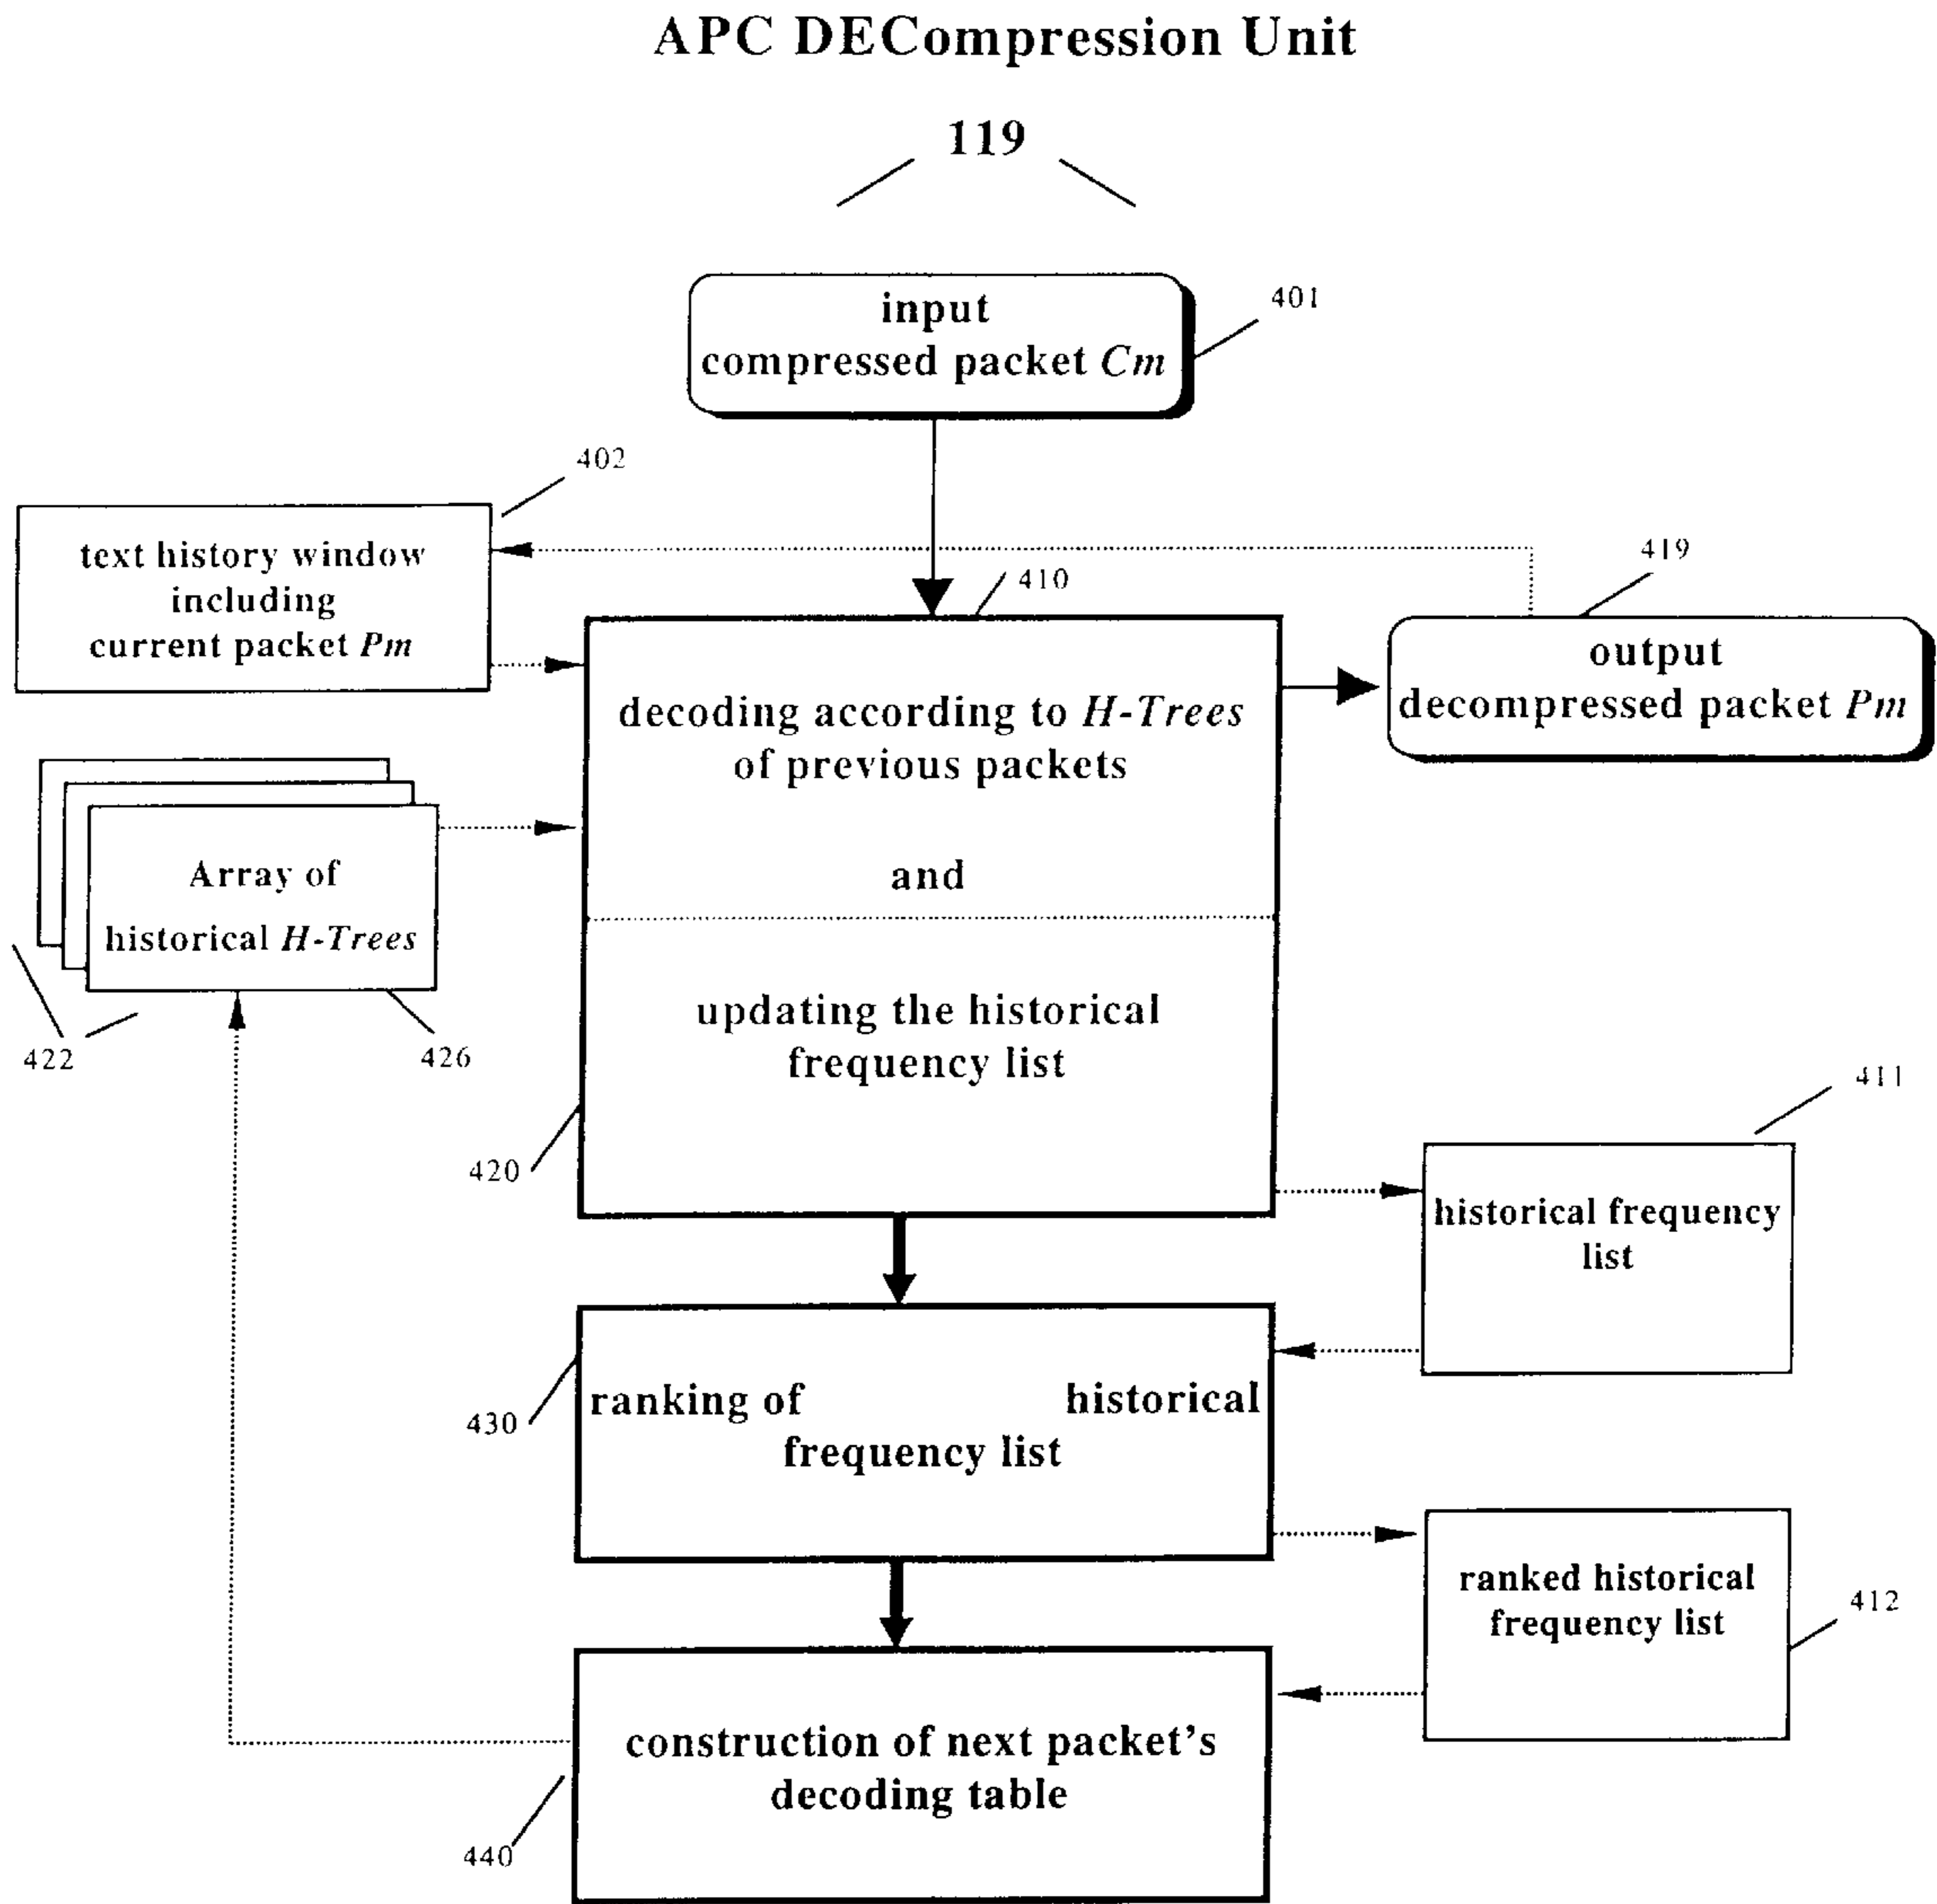 APC DECompression Unit
119
input
compressed packet Cm
401
402
text history window
including
current packet Pm
410
419
output
decompressed packet Pm
decoding according to H-Trees
of previous packets
and
Array of
historical H-Trees
422
426
updating the historical
frequency list
420
411
historical frequency
list
430
ranking of historical
frequency list
ranked historical
frequency list
412
construction of next packet's
decoding table
440